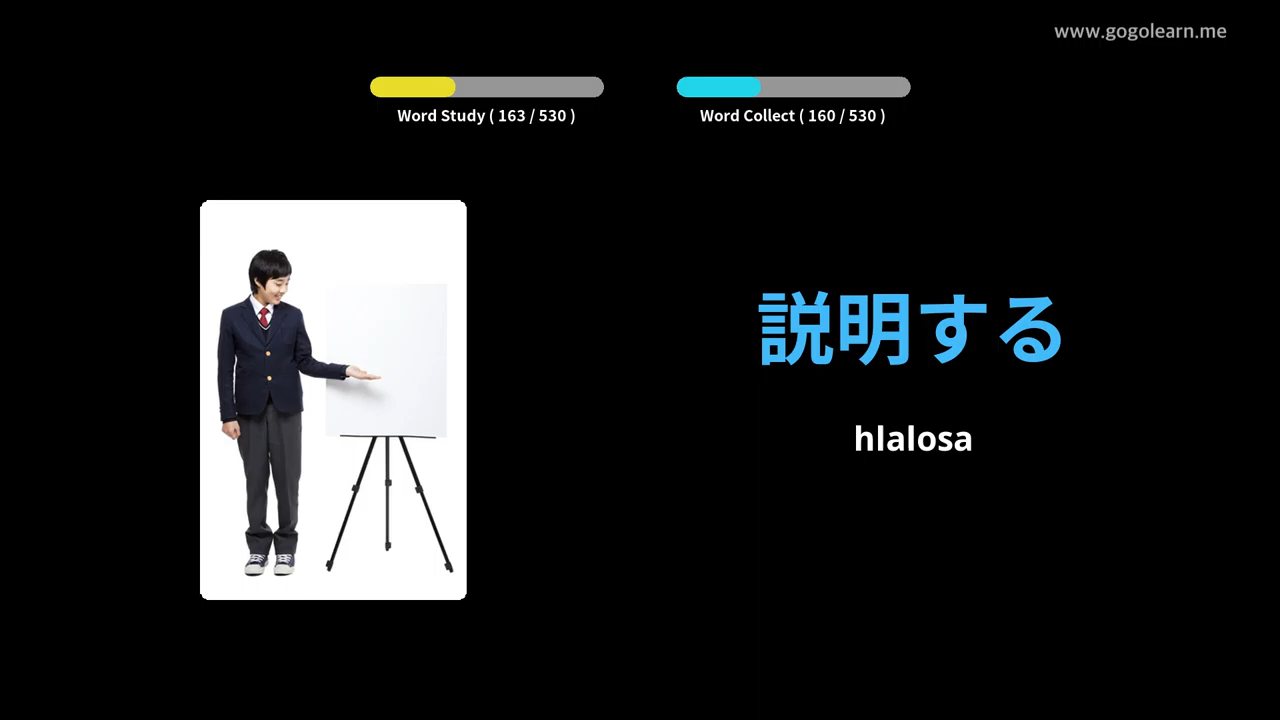 www.gogolearn.me
Word Study ( 163 / 530 )
Word Collect ( 160 / 530 )
説明する
hlalosa